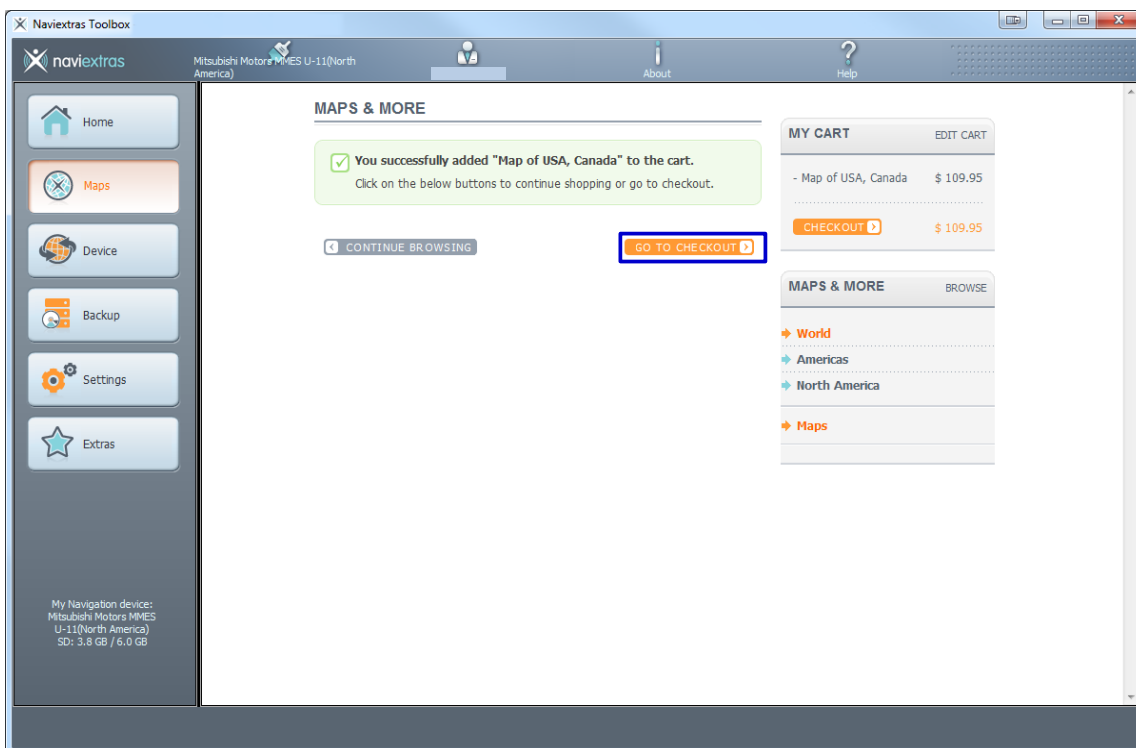 Naviextras Toolbox
naviextras
Mitsubishi Motors MMES U-11(North
America)
About
Help
Home
Maps
Device
Backup
Settings
Extras
My Navigation device:
Mitsubishi Motors MMES
U-11(North America)
SD: 3.8 GB / 6.0 GB
MAPS & MORE
You successfully added "Map of USA, Canada" to the cart.
Click on the below buttons to continue shopping or go to checkout.
CONTINUE BROWSING
GO TO CHECKOUT
MY CART EDIT CART
- Map of USA, Canada $ 109.95
CHECKOUT $ 109.95
MAPS & MORE BROWSE
World
Americas
North America
Maps